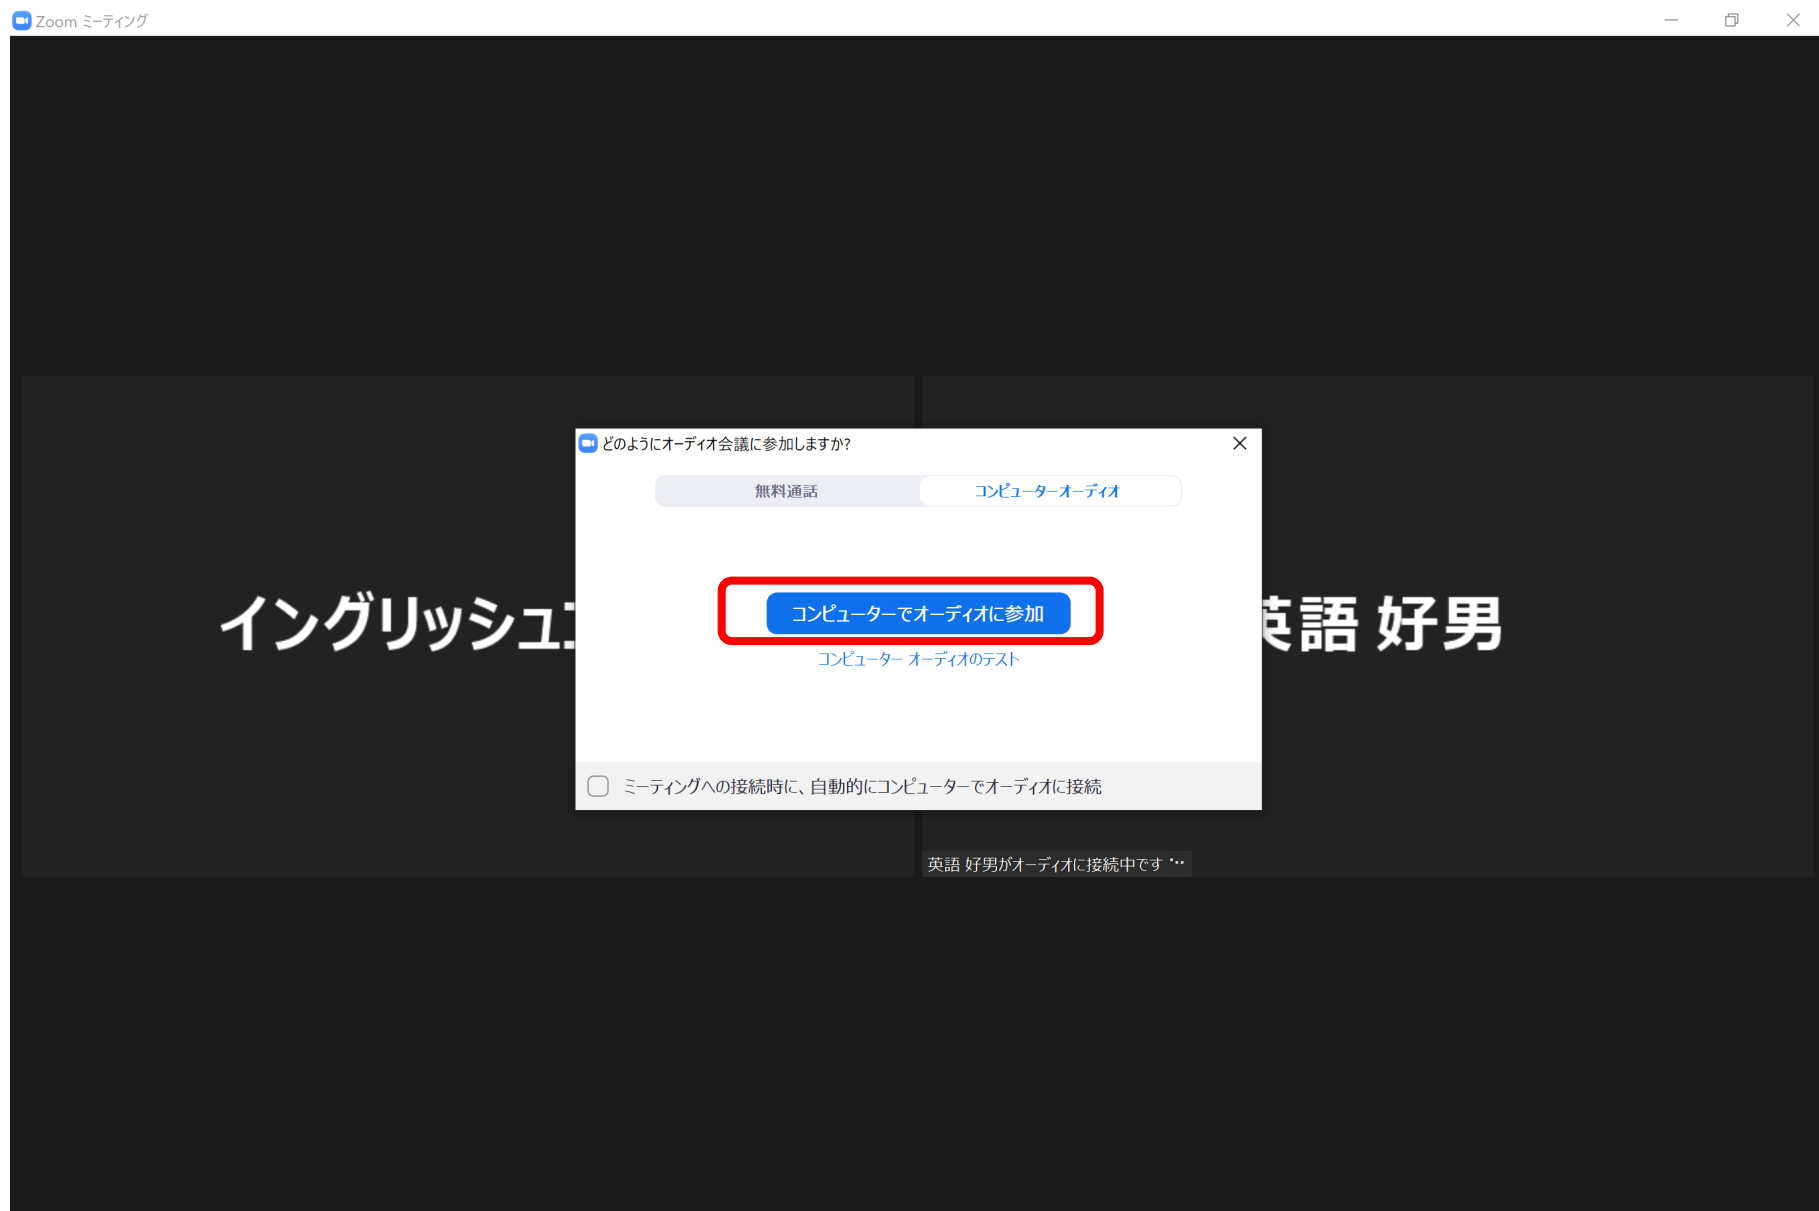 Zoom ミーティング
どのようにオーディオ会議に参加しますか?
無料通話
コンピューターオーディオ
イングリッシュ
コンピューターでオーディオに参加
語 好男
コンピューター オーディオのテスト
ミーティングへの接続時に、自動的にコンピューターでオーディオに接続
英語 好男がオーディオに接続中です